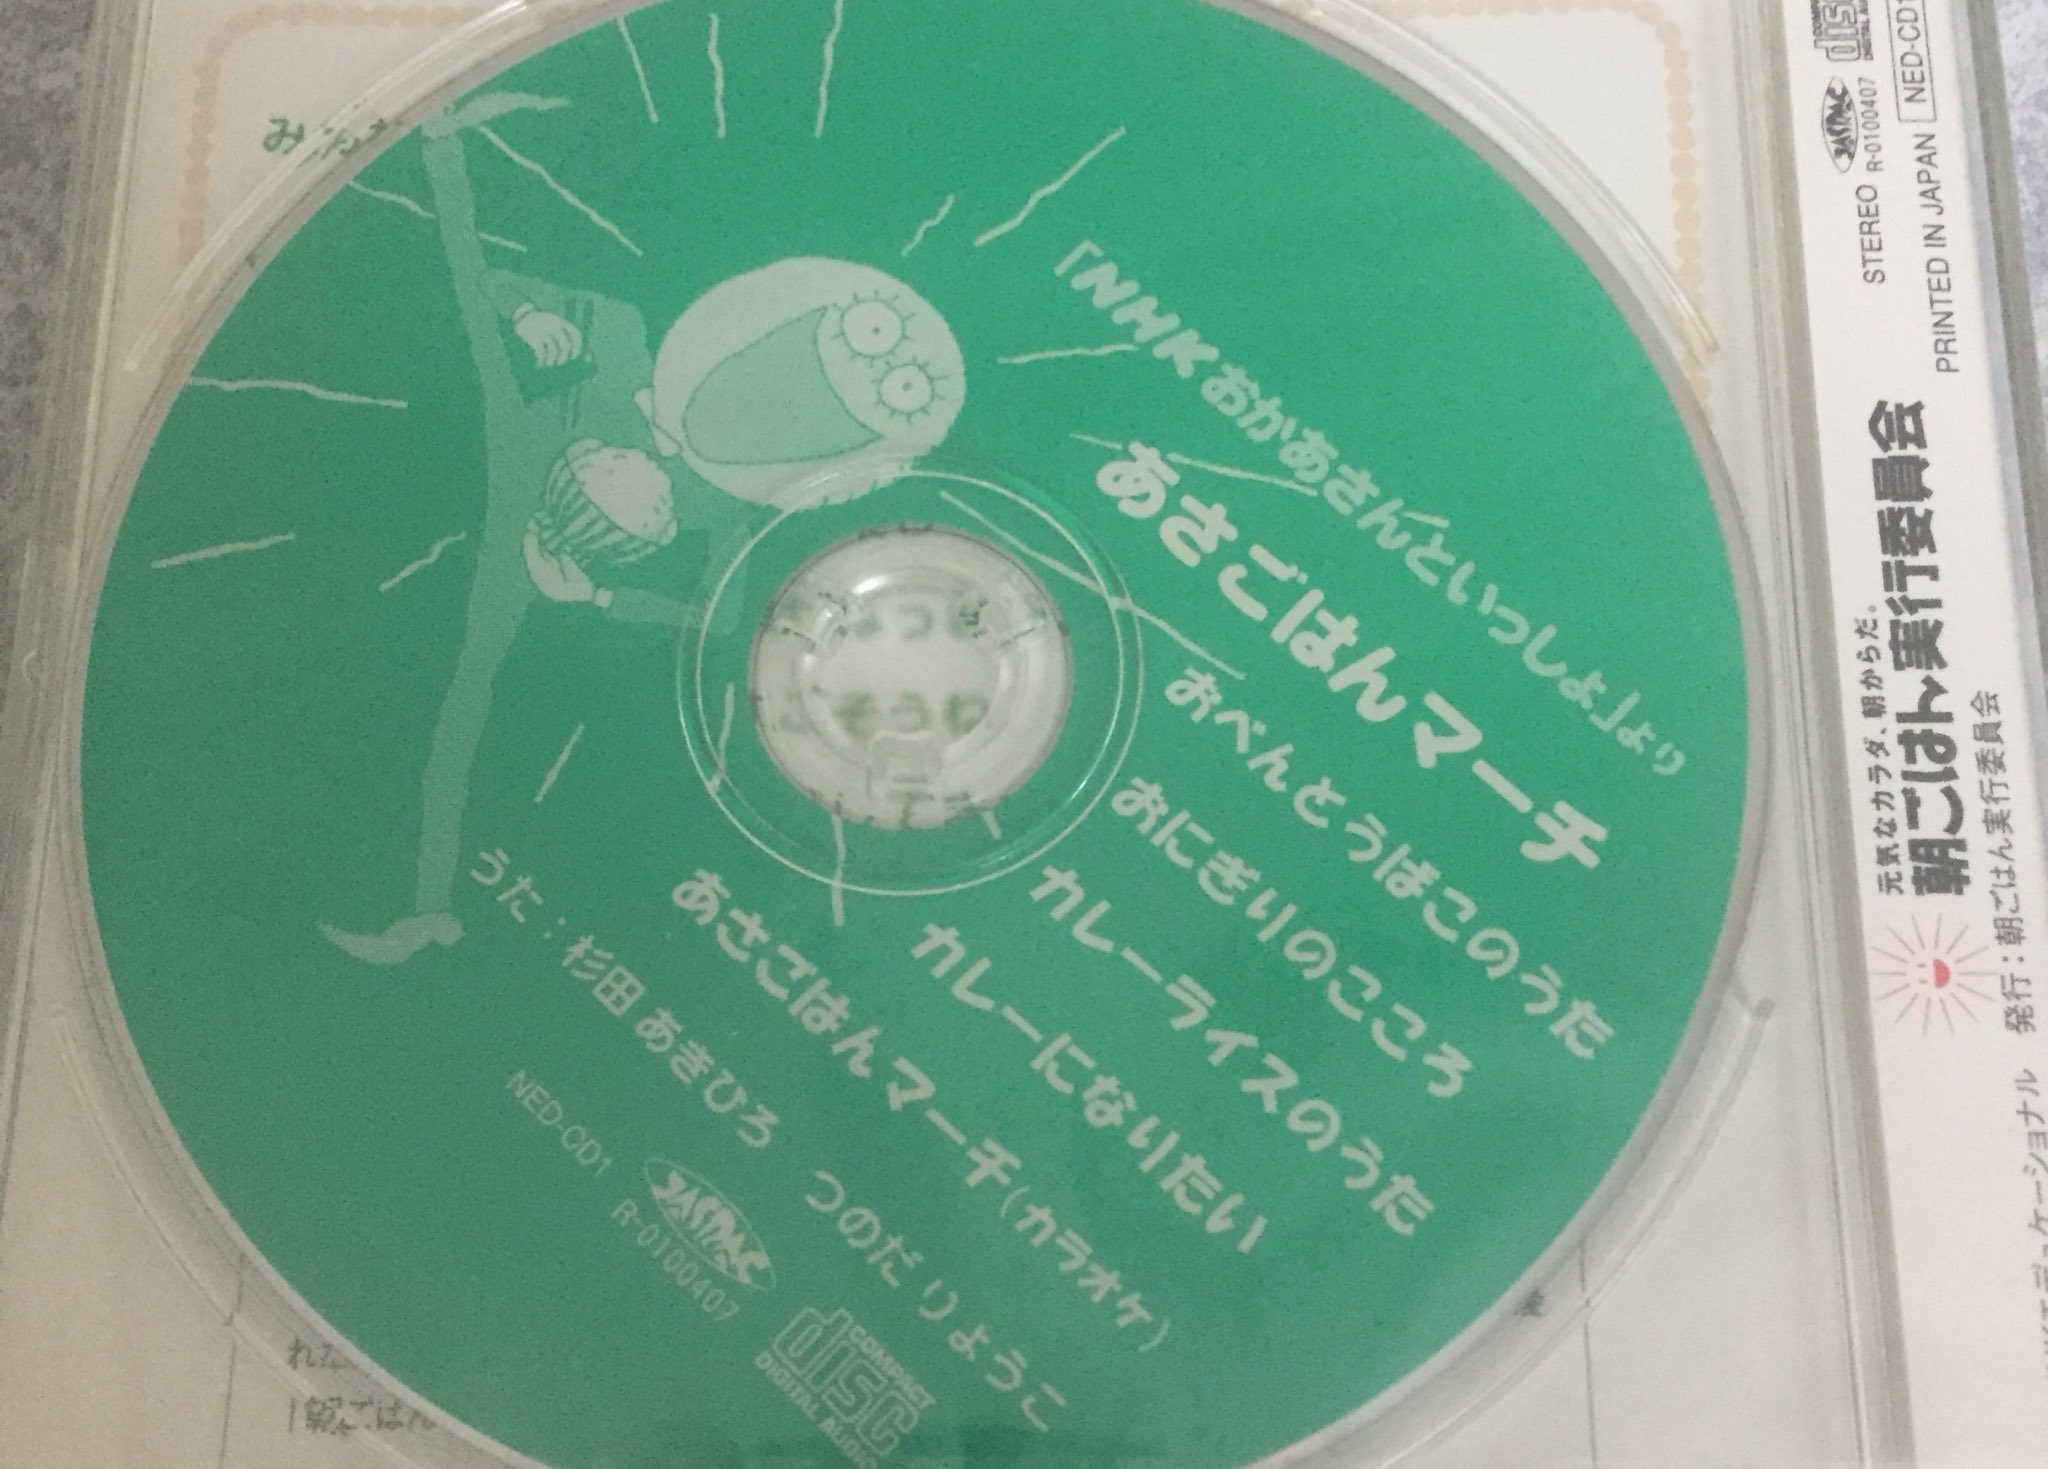 「NHKおかあさんといっしょ」より
あさごはんマーチ
おべんとうばこのうた
おにぎりのこころ
カレーライスのうた
カレーになりたい
あさごはんマーチ(カラオケ)
うた：杉田 あきひろ つのだ りょうこ
NED-CD1
JASRAC
R-0100407
COMPACT
disc
DIGITAL AUDIO
元気なカラダ、朝からだ。
朝ごはん実行委員会
発行：朝ごはん実行委員会
STEREO
JASRAC
R-0100407
PRINTED IN JAPAN